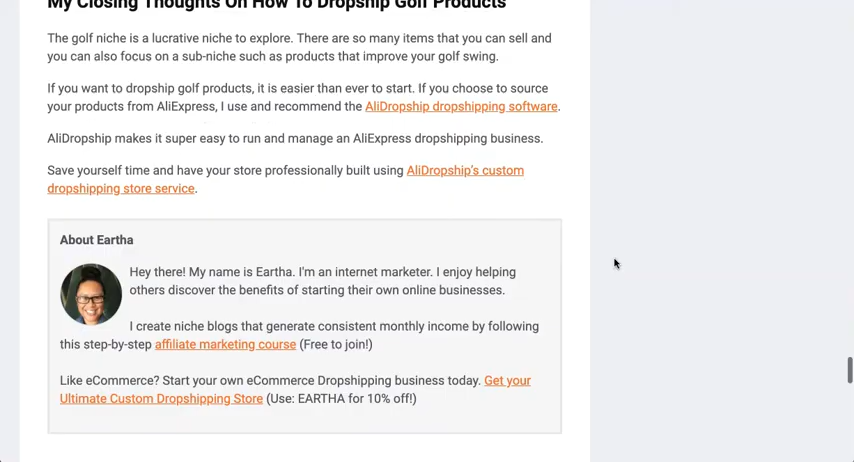 My Closing Thoughts On How To Dropship Golf Products
The golf niche is a lucrative niche to explore. There are so many items that you can sell and
you can also focus on a sub-niche such as products that improve your golf swing.
If you want to dropship golf products, it is easier than ever to start. If you choose to source
your products from AliExpress, I use and recommend the AliDropship dropshipping software.
AliDropship makes it super easy to run and manage an AliExpress dropshipping business.
Save yourself time and have your store professionally built using AliDropship’s custom
dropshipping store service.
About Eartha
Hey there! My name is Eartha. I'm an internet marketer. I enjoy helping
others discover the benefits of starting their own online businesses.
I create niche blogs that generate consistent monthly income by following
this step-by-step affiliate marketing course (Free to join!)
Like eCommerce? Start your own eCommerce Dropshipping business today. Get your
Ultimate Custom Dropshipping Store (Use: EARTHA for 10% off!)